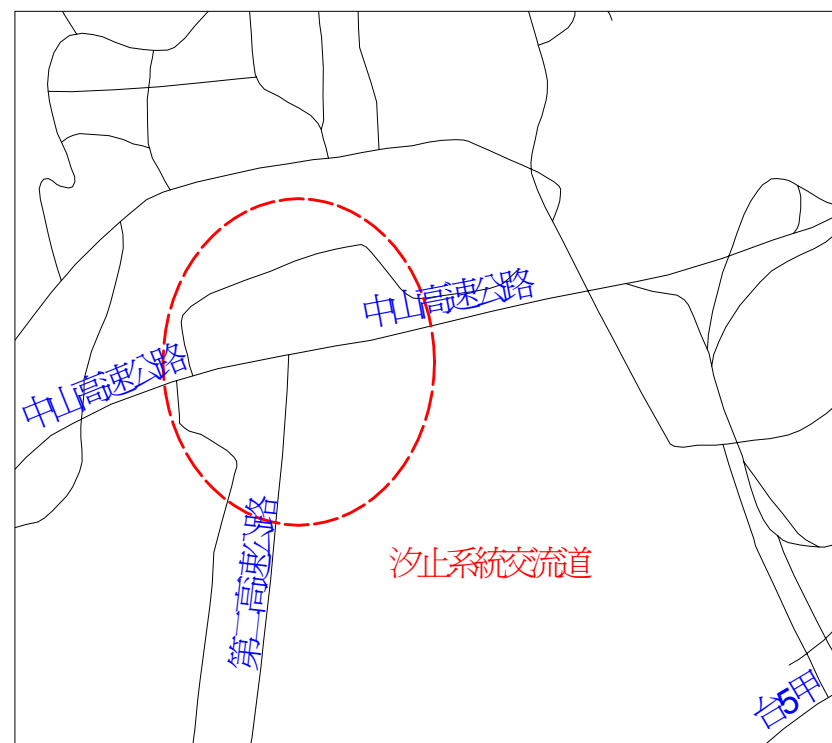 中山高速公路
中山高速公路
第二高速公路
汐止系統交流道
台5甲